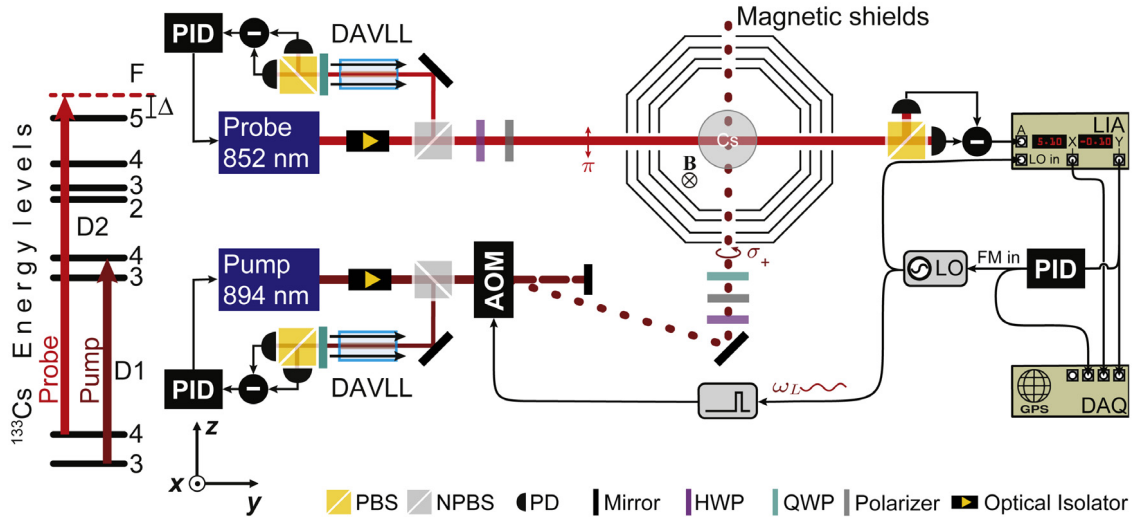 Magnetic shields
PID
−
DAVLL
F
5
Δ
4
3
2
D2
4
3
Probe
852 nm
π
Cs
B
A
LIA
5.10
X
-0.10
Y
LO in
Pump
894 nm
AOM
σ+
LO
FM in
PID
DAVLL
PID
−
−
ωL
GPS
DAQ
133Cs Energy levels
Probe
Pump
D1
4
3
z
x
y
PBS
NPBS
PD
Mirror
HWP
QWP
Polarizer
Optical Isolator